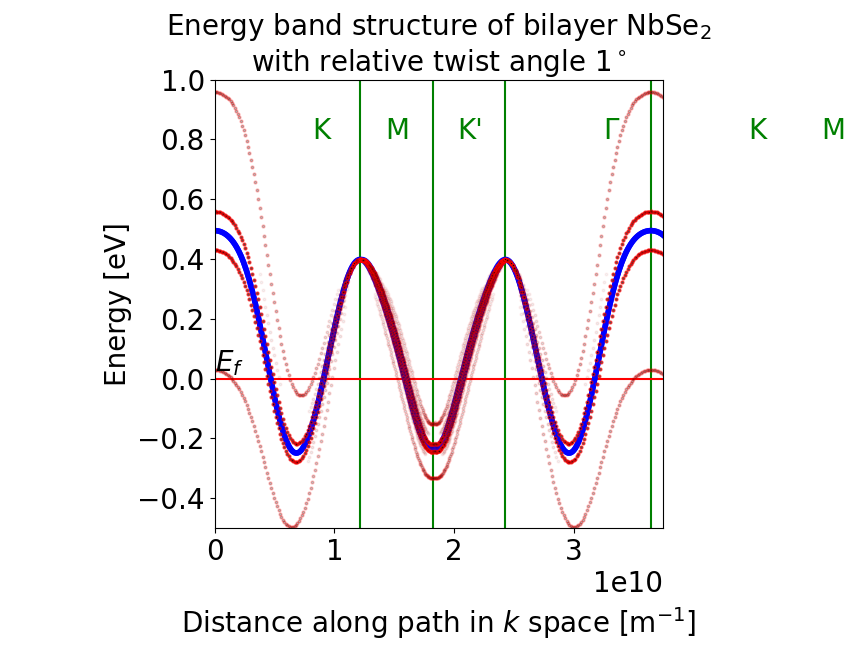 Energy band structure of bilayer NbSe₂
with relative twist angle 1°
1.0
K M K' Γ K M
0.8
0.6
0.4
0.2
E_f
0.0
−0.2
−0.4
Energy [eV]
0 1 2 3
1e10
Distance along path in k space [m⁻¹]